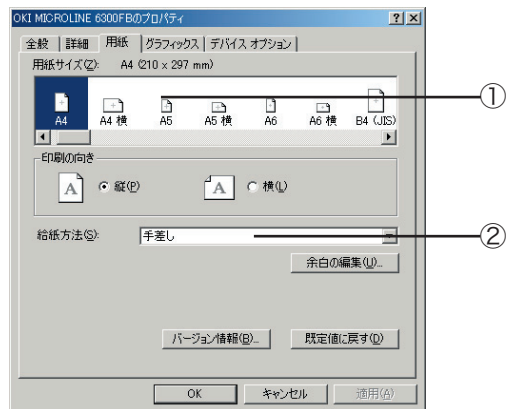 OKI MICROLINE 6300FBのプロパティ
全般 詳細 用紙 グラフィックス デバイス オプション
用紙サイズ(Z): A4 (210 x 297 mm)
①
A4 A4 横 A5 A5 横 A6 A6 横 B4 (JIS)
印刷の向き
A 縦(P) A 横(L)
給紙方法(S): 手差し
②
余白の編集(U)...
バージョン情報(B)... 既定値に戻す(D)
OK キャンセル 適用(A)